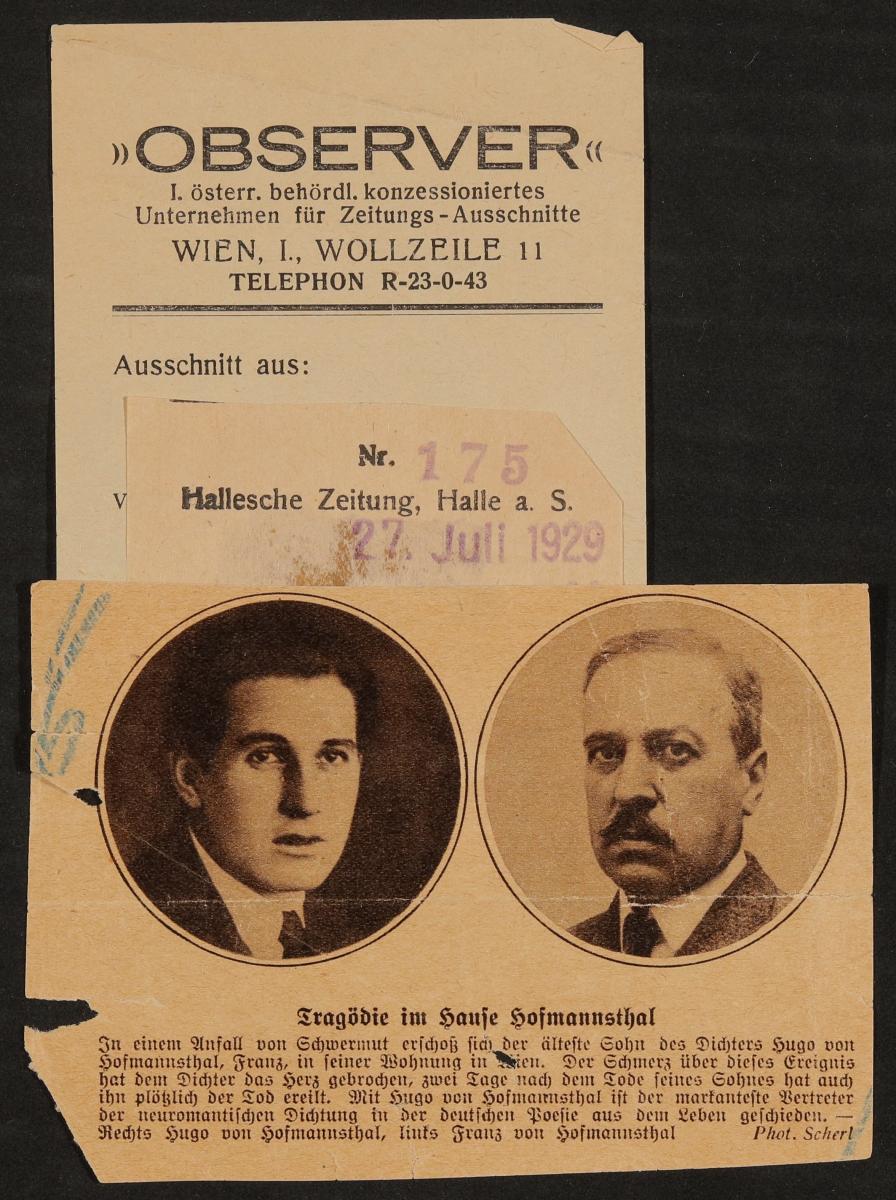 »OBSERVER«
I. österr. behördl. konzessioniertes
Unternehmen für Zeitungs-Ausschnitte
WIEN, I., WOLLZEILE 11
TELEPHON R-23-0-43
Ausschnitt aus:
Nr. 175
v
Hallesche Zeitung, Halle a. S.
27. Juli 1929
Tragödie im Hause Hofmannsthal
In einem Anfall von Schwermut erschoß sich der älteste Sohn des Dichters Hugo von
Hofmannsthal, Franz, in seiner Wohnung in Wien. Der Schmerz über dieses Ereignis
hat dem Dichter das Herz gebrochen, zwei Tage nach dem Tode seines Sohnes hat auch
ihn plötzlich der Tod ereilt. Mit Hugo von Hofmannsthal ist der markanteste Vertreter
der neuromantischen Dichtung in der deutschen Poesie aus dem Leben geschieden. —
Rechts Hugo von Hofmannsthal, links Franz von Hofmannsthal Phot. Scherl